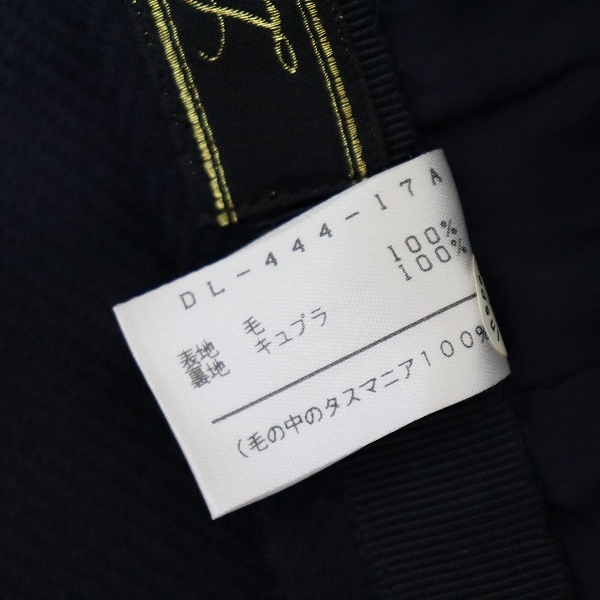 DL-444-17A
表地 毛 100%
裏地 キュプラ 100%
(毛の中のタスマニア100%